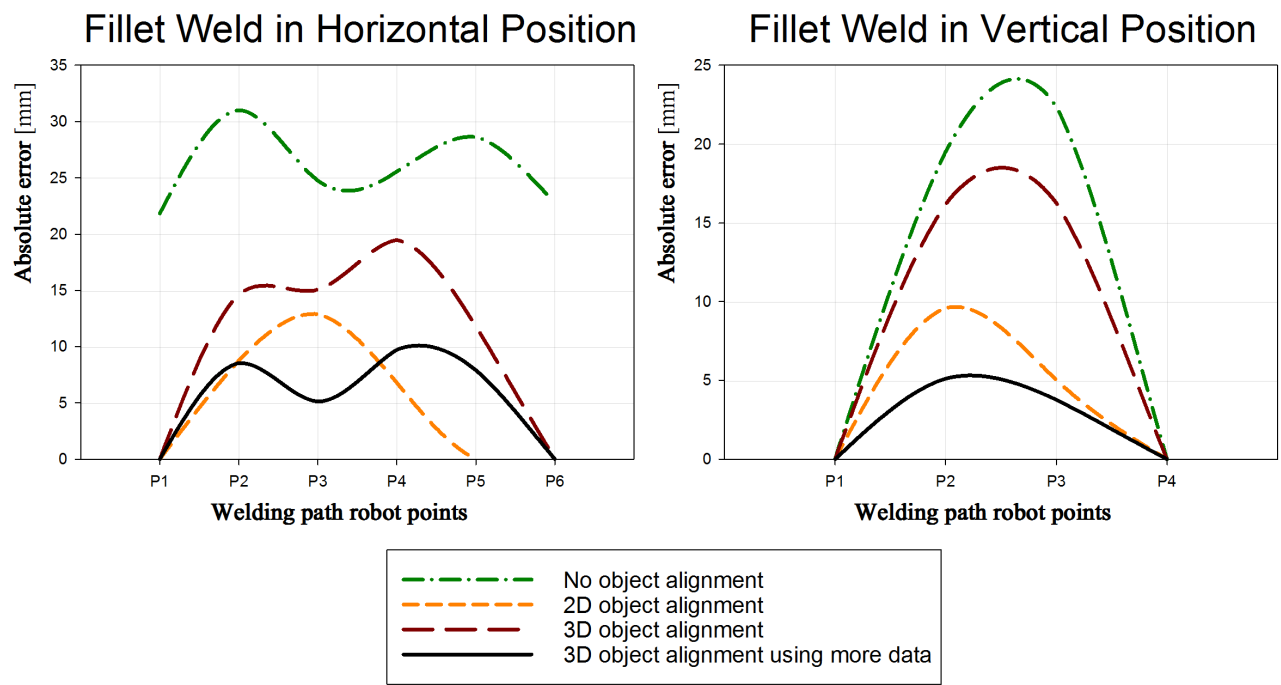 Fillet Weld in Horizontal Position
Absolute error [mm]
35
30
25
20
15
10
5
0
P1 P2 P3 P4 P5 P6
Welding path robot points
Fillet Weld in Vertical Position
Absolute error [mm]
25
20
15
10
5
0
P1 P2 P3 P4
Welding path robot points
No object alignment
2D object alignment
3D object alignment
3D object alignment using more data